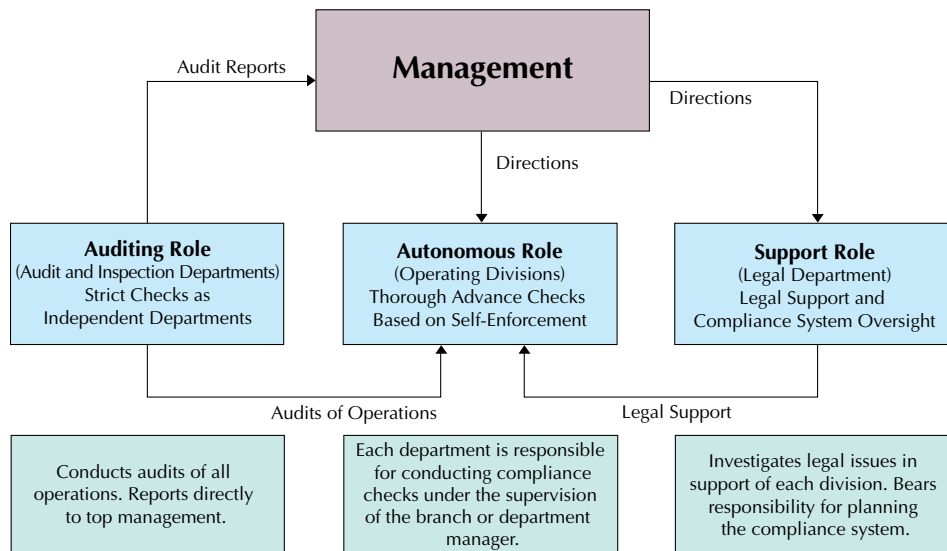 Management
Audit Reports
Directions
Directions
Auditing Role
(Audit and Inspection Departments)
Strict Checks as
Independent Departments
Autonomous Role
(Operating Divisions)
Thorough Advance Checks
Based on Self-Enforcement
Support Role
(Legal Department)
Legal Support and
Compliance System Oversight
Audits of Operations
Legal Support
Conducts audits of all
operations. Reports directly
to top management.
Each department is responsible
for conducting compliance
checks under the supervision
of the branch or department
manager.
Investigates legal issues in
support of each division. Bears
responsibility for planning
the compliance system.